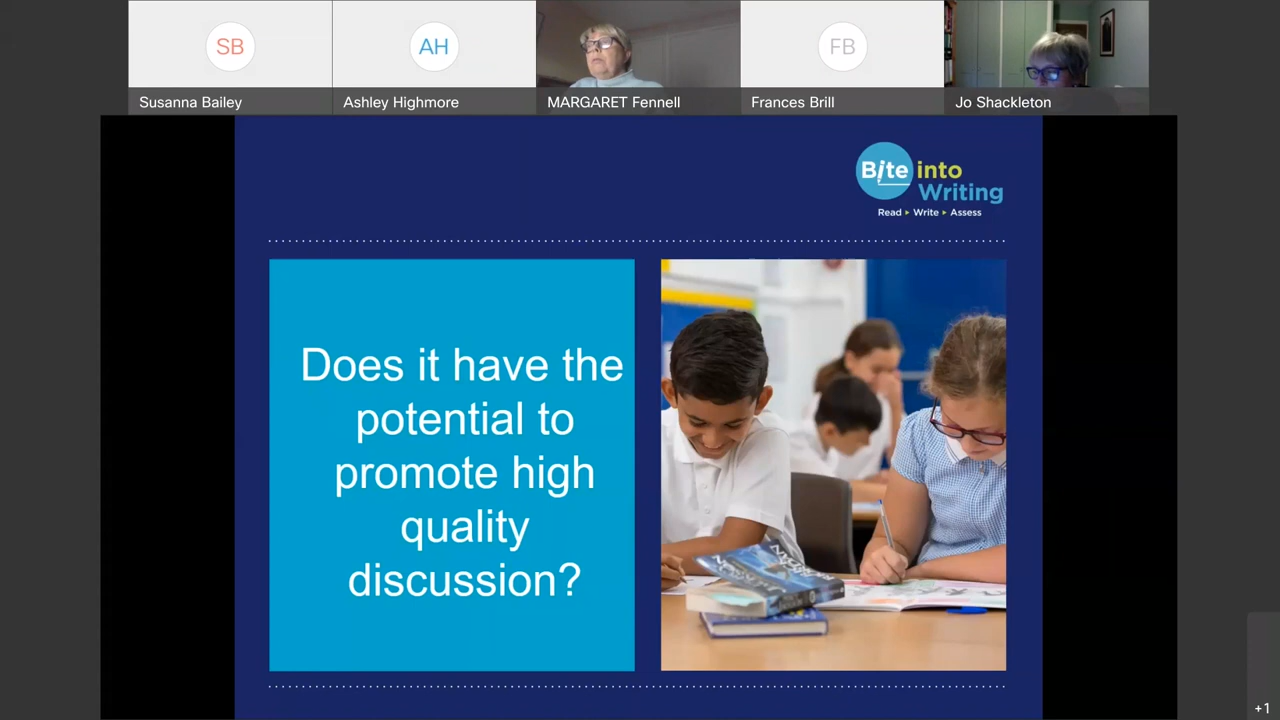 SB
AH
FB
Susanna Bailey
Ashley Highmore
MARGARET Fennell
Frances Brill
Jo Shackleton
Bite into
Writing
Read ▸ Write ▸ Assess
Does it have the
potential to
promote high
quality
discussion?
+1